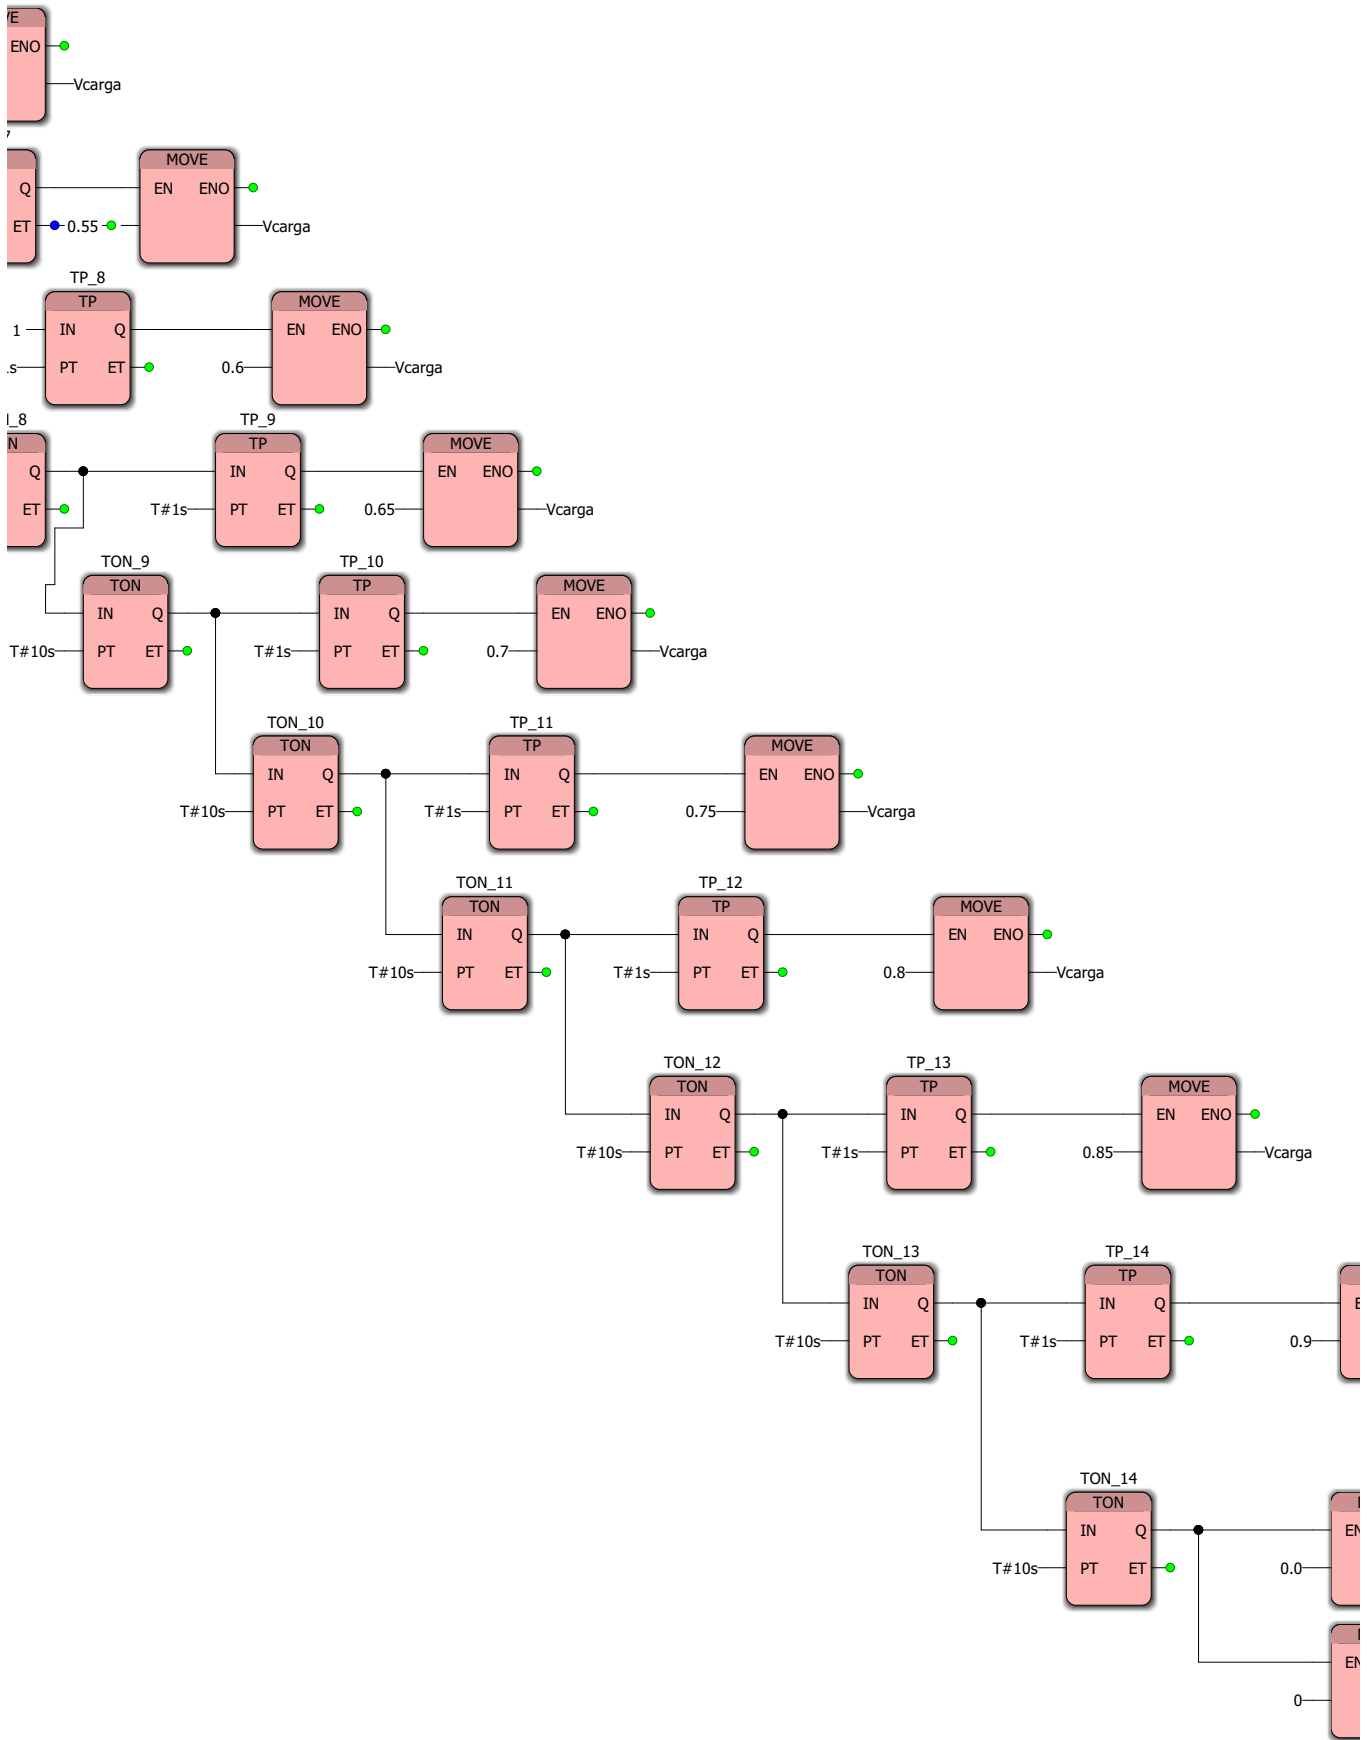 ENO
Vcarga
MOVE
Q EN ENO
ET 0.55 Vcarga
TP_8
TP MOVE
1 IN Q EN ENO
PT ET 0.6 Vcarga
TP_9
TP MOVE
Q IN Q EN ENO
ET T#1s PT ET 0.65 Vcarga
TON_9 TP_10
TON TP MOVE
IN Q IN Q EN ENO
T#10s PT ET T#1s PT ET 0.7 Vcarga
TON_10 TP_11
TON TP MOVE
IN Q IN Q EN ENO
T#10s PT ET T#1s PT ET 0.75 Vcarga
TON_11 TP_12
TON TP MOVE
IN Q IN Q EN ENO
T#10s PT ET T#1s PT ET 0.8 Vcarga
TON_12 TP_13
TON TP MOVE
IN Q IN Q EN ENO
T#10s PT ET T#1s PT ET 0.85 Vcarga
TON_13 TP_14
TON TP
IN Q IN Q
T#10s PT ET T#1s PT ET 0.9
TON_14
TON
IN Q EN
T#10s PT ET 0.0
EN
0